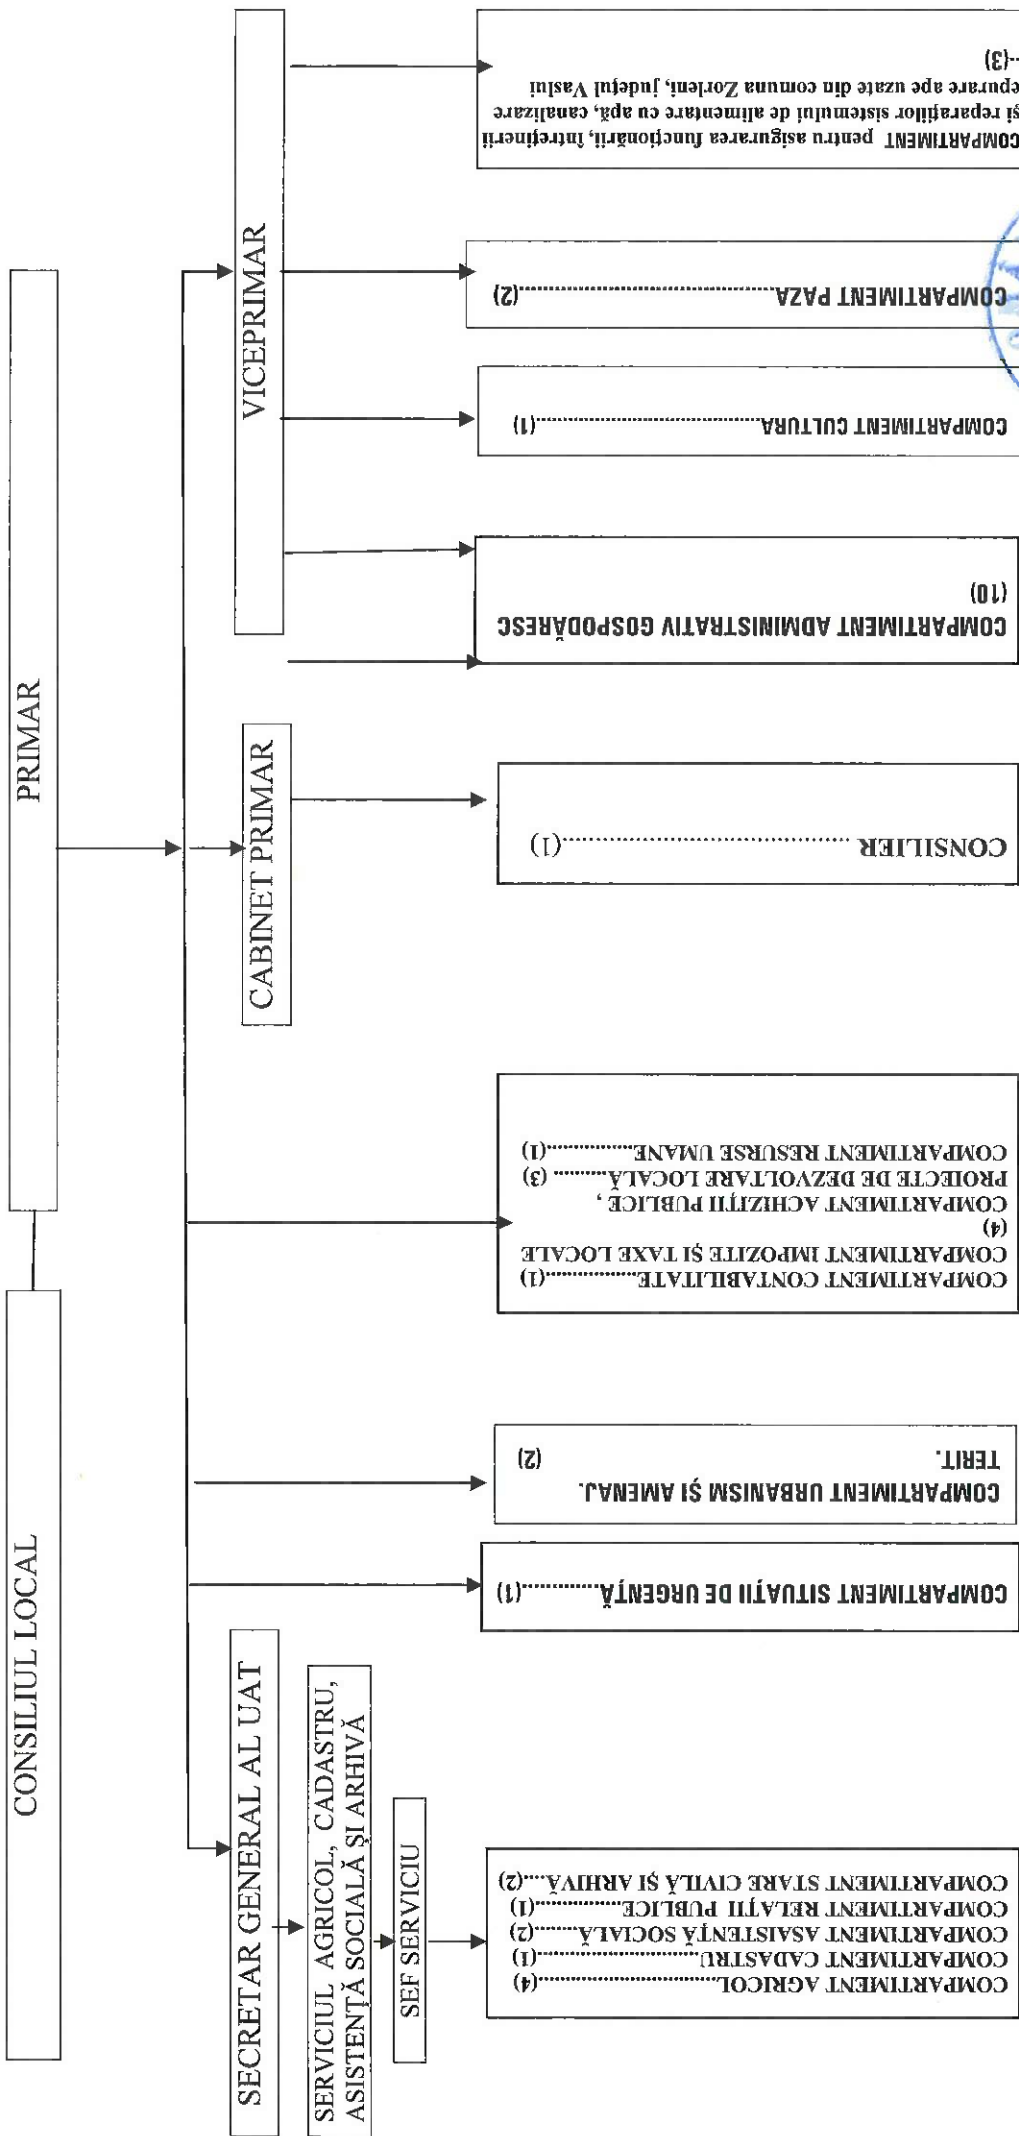 CONSILIUL LOCAL
PRIMAR
SECRETAR GENERAL AL UAT
SERVICIUL AGRICOL, CADASTRU,
ASISTENȚĂ SOCIALĂ ȘI ARHIVĂ
SEF SERVICIU
COMPARTIMENT AGRICOL..............................(4)
COMPARTIMENT CADASTRU........................(1)
COMPARTIMENT ASAISTENȚĂ SOCIALĂ.......(2)
COMPARTIMENT RELAȚII PUBLICE.............(1)
COMPARTIMENT STARE CIVILĂ ȘI ARHIVĂ....(2)
COMPARTIMENT SITUAȚII DE URGENȚĂ............(1)
COMPARTIMENT URBANISM ȘI AMENAJ.
TERIT. (2)
COMPARTIMENT CONTABILITATE................(1)
COMPARTIMENT IMPOZITE ȘI TAXE LOCALE
(4)
COMPARTIMENT ACHIZIȚII PUBLICE ,
PROIECTE DE DEZVOLTARE LOCALĂ........ (3)
COMPARTIMENT RESURSE UMANE...............(1)
CABINET PRIMAR
CONSILIER ........................................(1)
VICEPRIMAR
COMPARTIMENT ADMINISTRATIV GOSPODĂRESC
(10)
COMPARTIMENT CULTURA................................(1)
COMPARTIMENT PAZA....................................(2)
COMPARTIMENT pentru asigurarea funcționării, întreținerii
și reparațiilor sistemului de alimentare cu apă, canalizare
epurare ape uzate din comuna Zorleni, județul Vaslui
..(3)